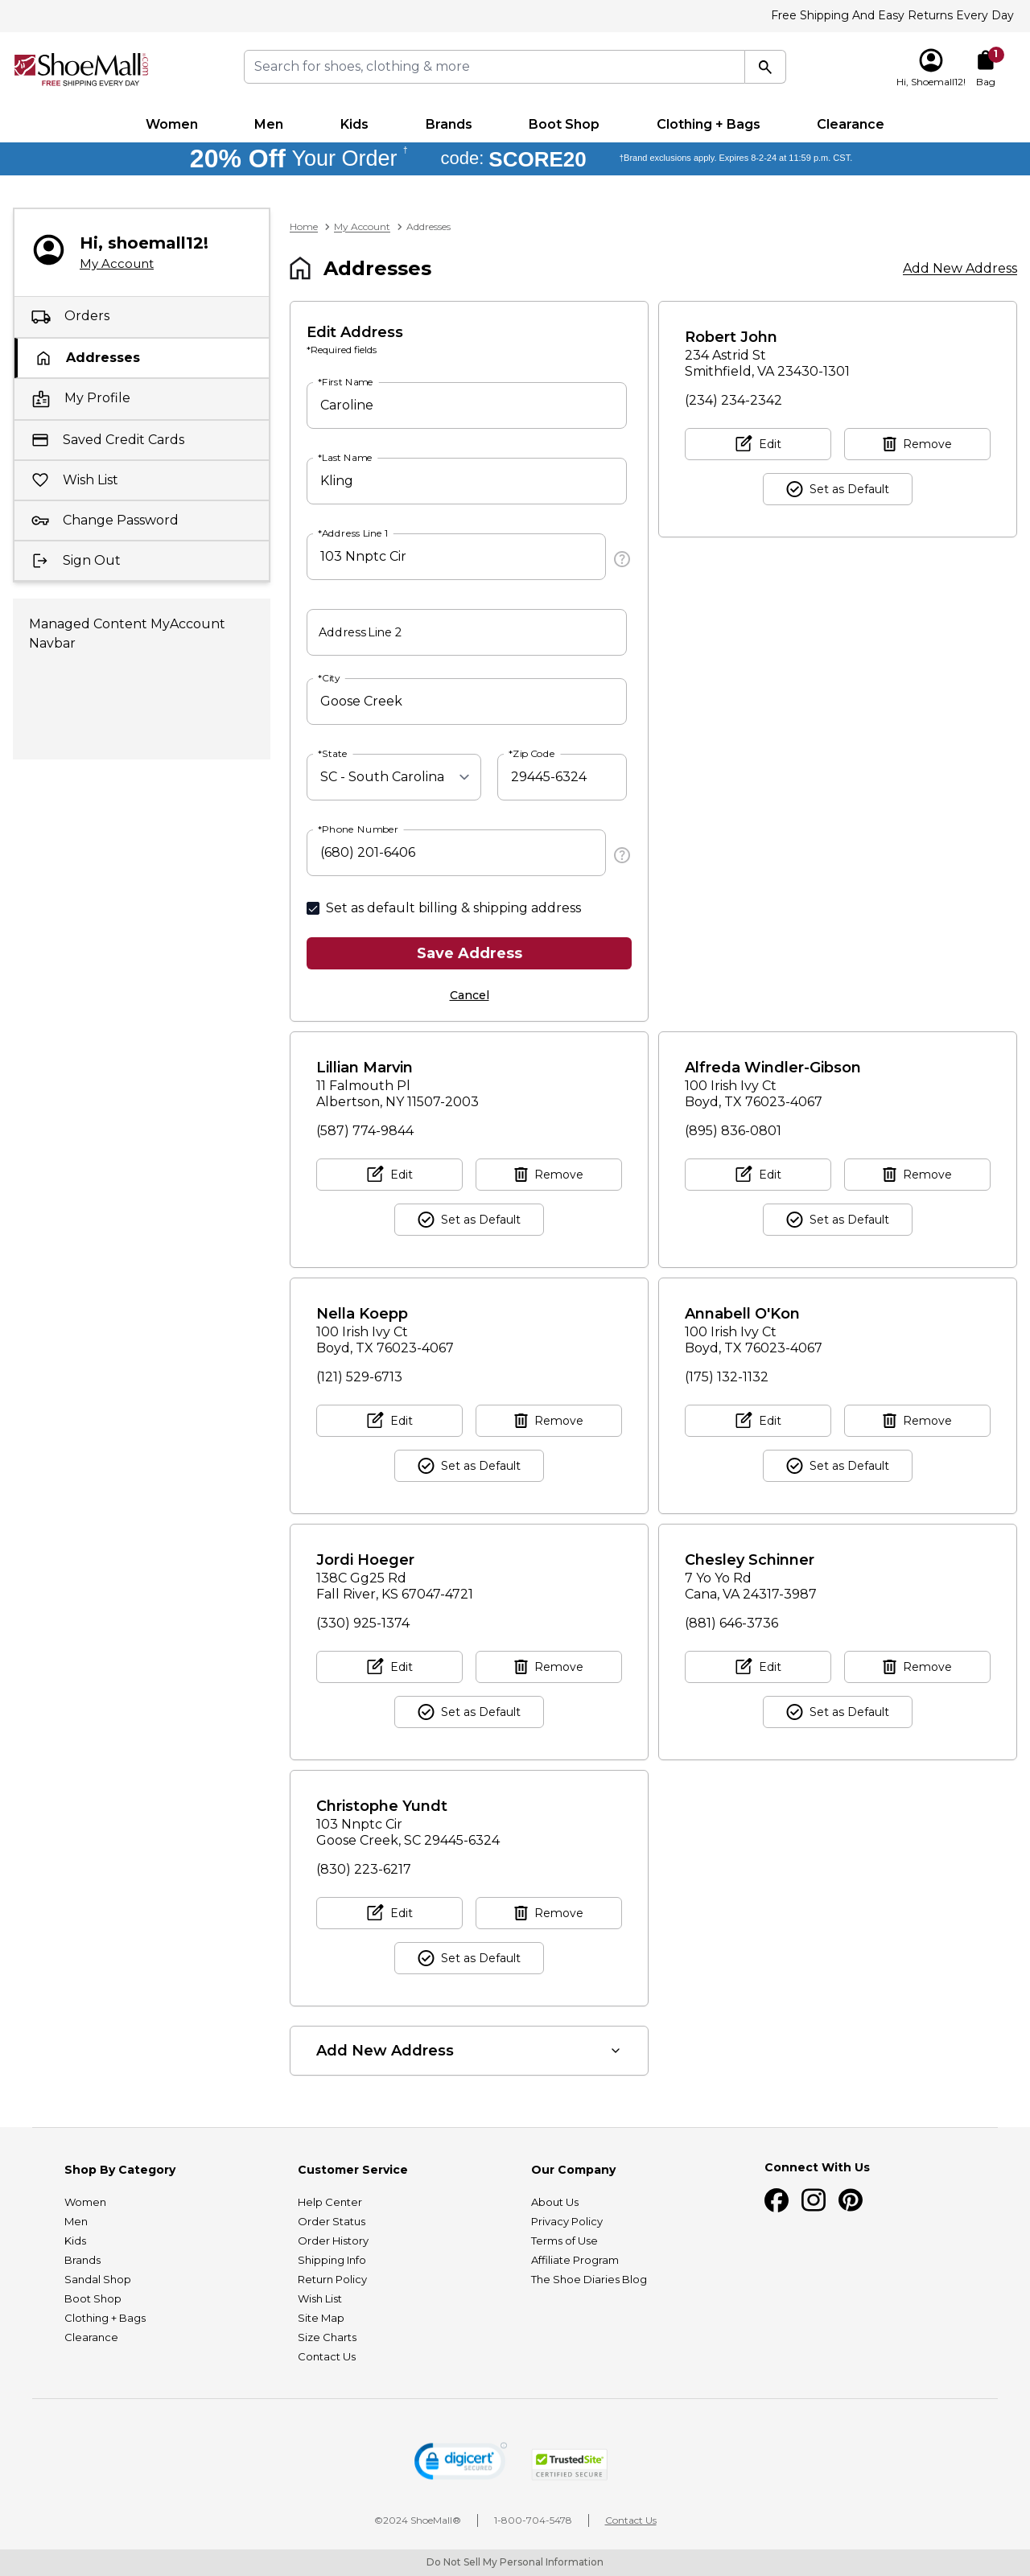 Free Shipping And Easy Returns Every Day
ShoeMall.com
FREE SHIPPING EVERY DAY
Search for shoes, clothing & more
Hi, Shoemall12!
1
Bag
Women Men Kids Brands Boot Shop Clothing + Bags Clearance
20% Off Your Order † code: SCORE20 †Brand exclusions apply. Expires 8-2-24 at 11:59 p.m. CST.
Hi, shoemall12!
My Account
Orders
Addresses
My Profile
Saved Credit Cards
Wish List
Change Password
Sign Out
Managed Content MyAccount
Navbar
Home > My Account > Addresses
Addresses
Add New Address
Edit Address
*Required fields
*First Name
Caroline
*Last Name
Kling
*Address Line 1
103 Nnptc Cir
Address Line 2
*City
Goose Creek
*State
SC - South Carolina
*Zip Code
29445-6324
*Phone Number
(680) 201-6406
Set as default billing & shipping address
Save Address
Cancel
Robert John
234 Astrid St
Smithfield, VA 23430-1301
(234) 234-2342
Edit
Remove
Set as Default
Lillian Marvin
11 Falmouth Pl
Albertson, NY 11507-2003
(587) 774-9844
Edit
Remove
Set as Default
Alfreda Windler-Gibson
100 Irish Ivy Ct
Boyd, TX 76023-4067
(895) 836-0801
Edit
Remove
Set as Default
Nella Koepp
100 Irish Ivy Ct
Boyd, TX 76023-4067
(121) 529-6713
Edit
Remove
Set as Default
Annabell O'Kon
100 Irish Ivy Ct
Boyd, TX 76023-4067
(175) 132-1132
Edit
Remove
Set as Default
Jordi Hoeger
138C Gg25 Rd
Fall River, KS 67047-4721
(330) 925-1374
Edit
Remove
Set as Default
Chesley Schinner
7 Yo Yo Rd
Cana, VA 24317-3987
(881) 646-3736
Edit
Remove
Set as Default
Christophe Yundt
103 Nnptc Cir
Goose Creek, SC 29445-6324
(830) 223-6217
Edit
Remove
Set as Default
Add New Address
Shop By Category
Women
Men
Kids
Brands
Sandal Shop
Boot Shop
Clothing + Bags
Clearance
Customer Service
Help Center
Order Status
Order History
Shipping Info
Return Policy
Wish List
Site Map
Size Charts
Contact Us
Our Company
About Us
Privacy Policy
Terms of Use
Affiliate Program
The Shoe Diaries Blog
Connect With Us
digicert
SECURED
TrustedSite
CERTIFIED SECURE
©2024 ShoeMall®
1-800-704-5478
Contact Us
Do Not Sell My Personal Information